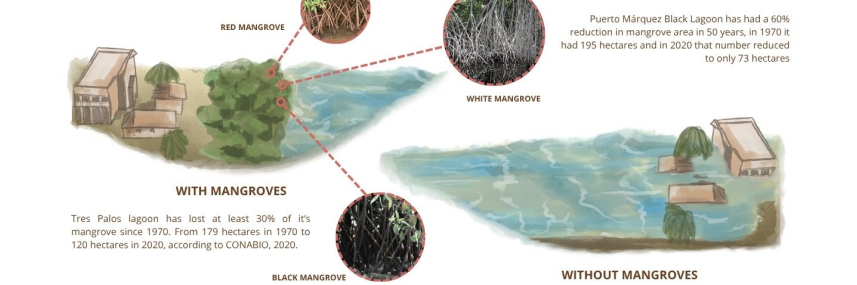 RED MANGROVE
Puerto Márquez Black Lagoon has had a 60%
reduction in mangrove area in 50 years, in 1970 it
had 195 hectares and in 2020 that number reduced
to only 73 hectares
WHITE MANGROVE
WITH MANGROVES
Tres Palos lagoon has lost at least 30% of it's
mangrove since 1970. From 179 hectares in 1970 to
120 hectares in 2020, according to CONABIO, 2020.
BLACK MANGROVE
WITHOUT MANGROVES